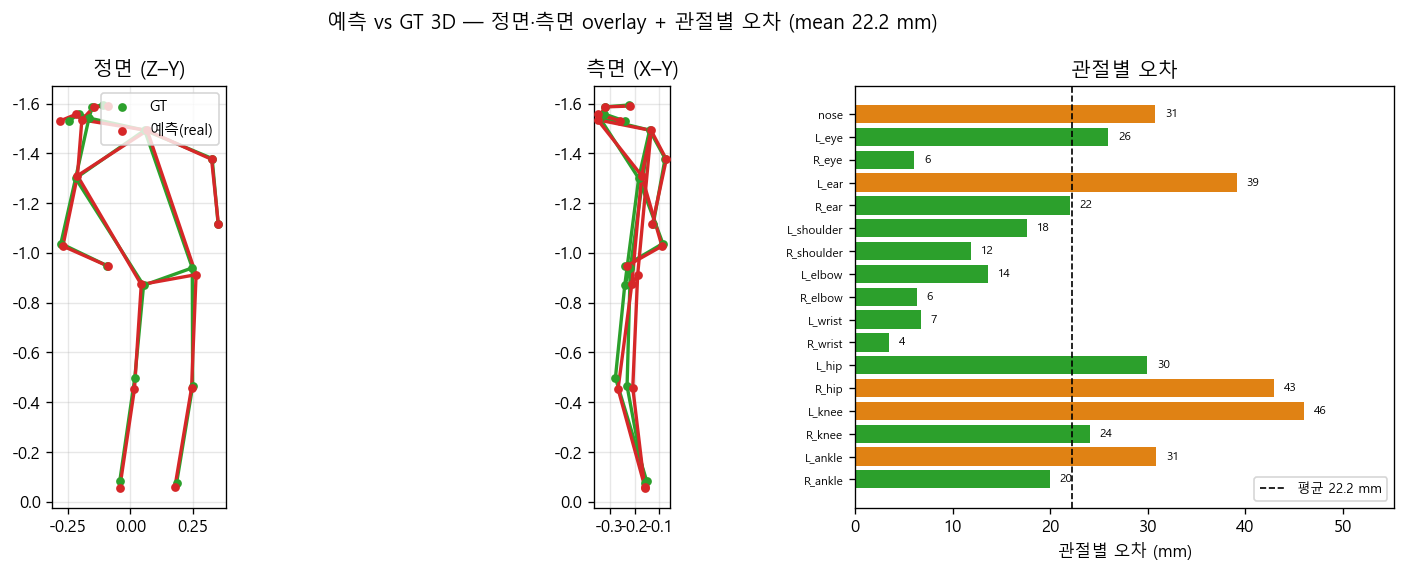 예측 vs GT 3D — 정면·측면 overlay + 관절별 오차 (mean 22.2 mm)
정면 (Z–Y)
GT
예측(real)
-1.6
-1.4
-1.2
-1.0
-0.8
-0.6
-0.4
-0.2
0.0
-0.25 0.00 0.25
측면 (X–Y)
-1.6
-1.4
-1.2
-1.0
-0.8
-0.6
-0.4
-0.2
0.0
-0.3 -0.2 -0.1
관절별 오차
nose 31
L_eye 26
R_eye 6
L_ear 39
R_ear 22
L_shoulder 18
R_shoulder 12
L_elbow 14
R_elbow 6
L_wrist 7
R_wrist 4
L_hip 30
R_hip 43
L_knee 46
R_knee 24
L_ankle 31
R_ankle 20
평균 22.2 mm
0 10 20 30 40 50
관절별 오차 (mm)